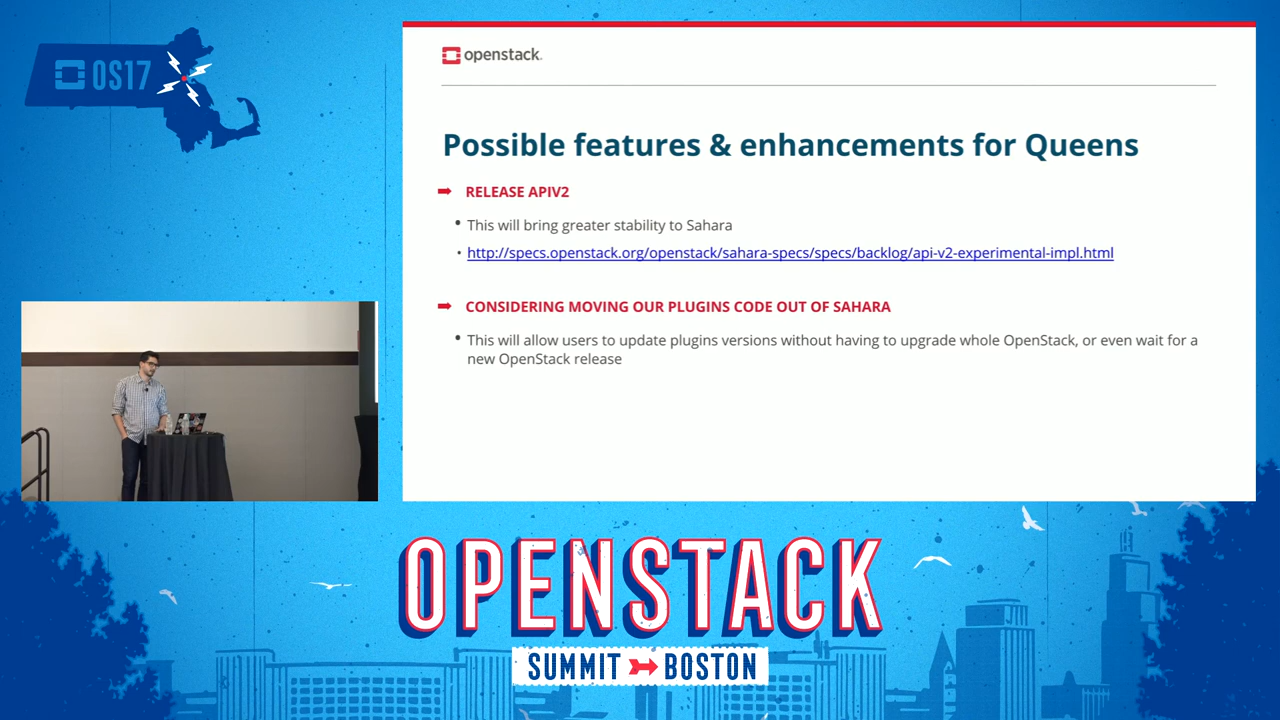 OS17
openstack.
Possible features & enhancements for Queens
RELEASE APIV2
• This will bring greater stability to Sahara
• http://specs.openstack.org/openstack/sahara-specs/specs/backlog/api-v2-experimental-impl.html
CONSIDERING MOVING OUR PLUGINS CODE OUT OF SAHARA
• This will allow users to update plugins versions without having to upgrade whole OpenStack, or even wait for a
new OpenStack release
OPENSTACK
SUMMIT BOSTON